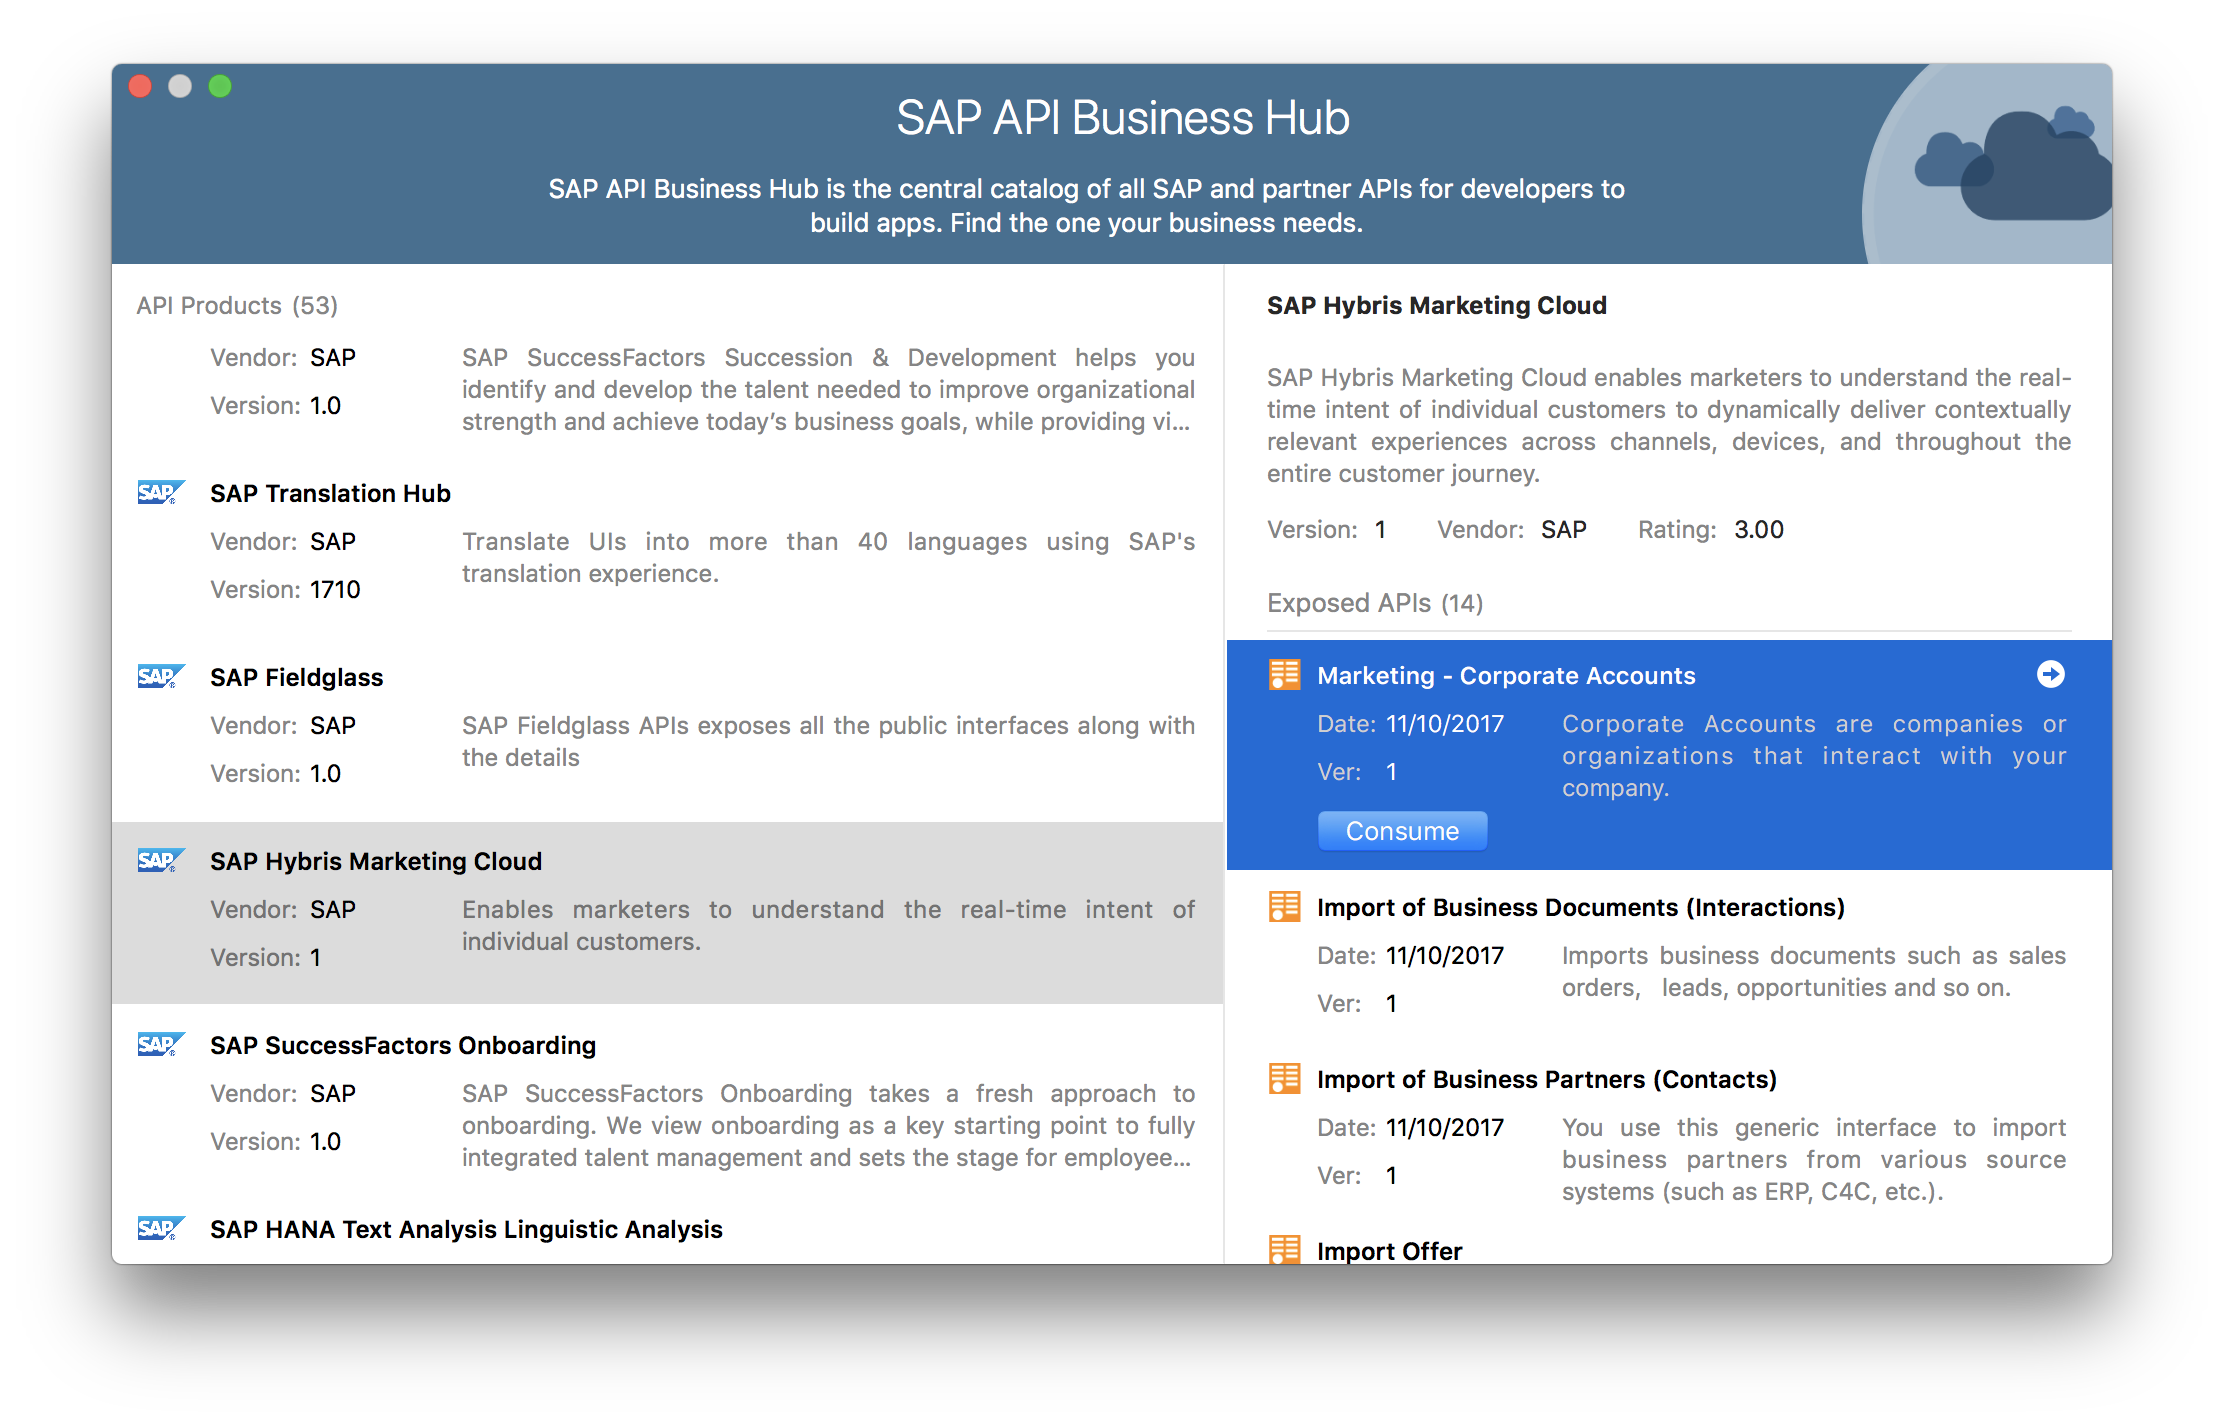 SAP API Business Hub
SAP API Business Hub is the central catalog of all SAP and partner APIs for developers to
build apps. Find the one your business needs.
API Products (53)
Vendor: SAP
Version: 1.0
SAP SuccessFactors Succession & Development helps you
identify and develop the talent needed to improve organizational
strength and achieve today’s business goals, while providing vi...
SAP
SAP Translation Hub
Vendor: SAP
Version: 1710
Translate UIs into more than 40 languages using SAP's
translation experience.
SAP
SAP Fieldglass
Vendor: SAP
Version: 1.0
SAP Fieldglass APIs exposes all the public interfaces along with
the details
SAP
SAP Hybris Marketing Cloud
Vendor: SAP
Version: 1
Enables marketers to understand the real-time intent of
individual customers.
SAP
SAP SuccessFactors Onboarding
Vendor: SAP
Version: 1.0
SAP SuccessFactors Onboarding takes a fresh approach to
onboarding. We view onboarding as a key starting point to fully
integrated talent management and sets the stage for employee...
SAP
SAP HANA Text Analysis Linguistic Analysis
SAP Hybris Marketing Cloud
SAP Hybris Marketing Cloud enables marketers to understand the real-
time intent of individual customers to dynamically deliver contextually
relevant experiences across channels, devices, and throughout the
entire customer journey.
Version: 1 Vendor: SAP Rating: 3.00
Exposed APIs (14)
Marketing - Corporate Accounts
Date: 11/10/2017
Ver: 1
Corporate Accounts are companies or
organizations that interact with your
company.
Consume
Import of Business Documents (Interactions)
Date: 11/10/2017
Ver: 1
Imports business documents such as sales
orders, leads, opportunities and so on.
Import of Business Partners (Contacts)
Date: 11/10/2017
Ver: 1
You use this generic interface to import
business partners from various source
systems (such as ERP, C4C, etc.).
Import Offer